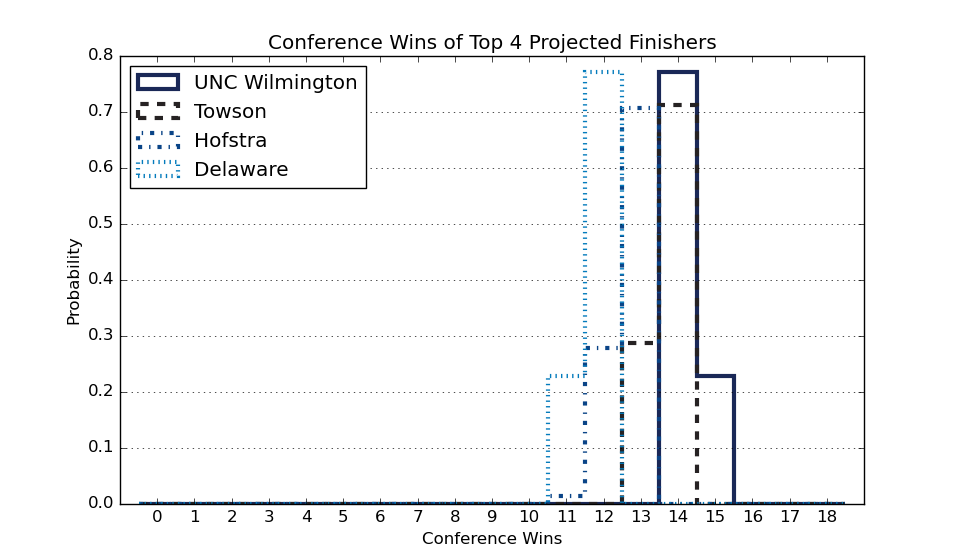 Conference Wins of Top 4 Projected Finishers
0.8
0.7
0.6
0.5
0.4
0.3
0.2
0.1
0.0
Probability
UNC Wilmington
Towson
Hofstra
Delaware
0 1 2 3 4 5 6 7 8 9 10 11 12 13 14 15 16 17 18
Conference Wins